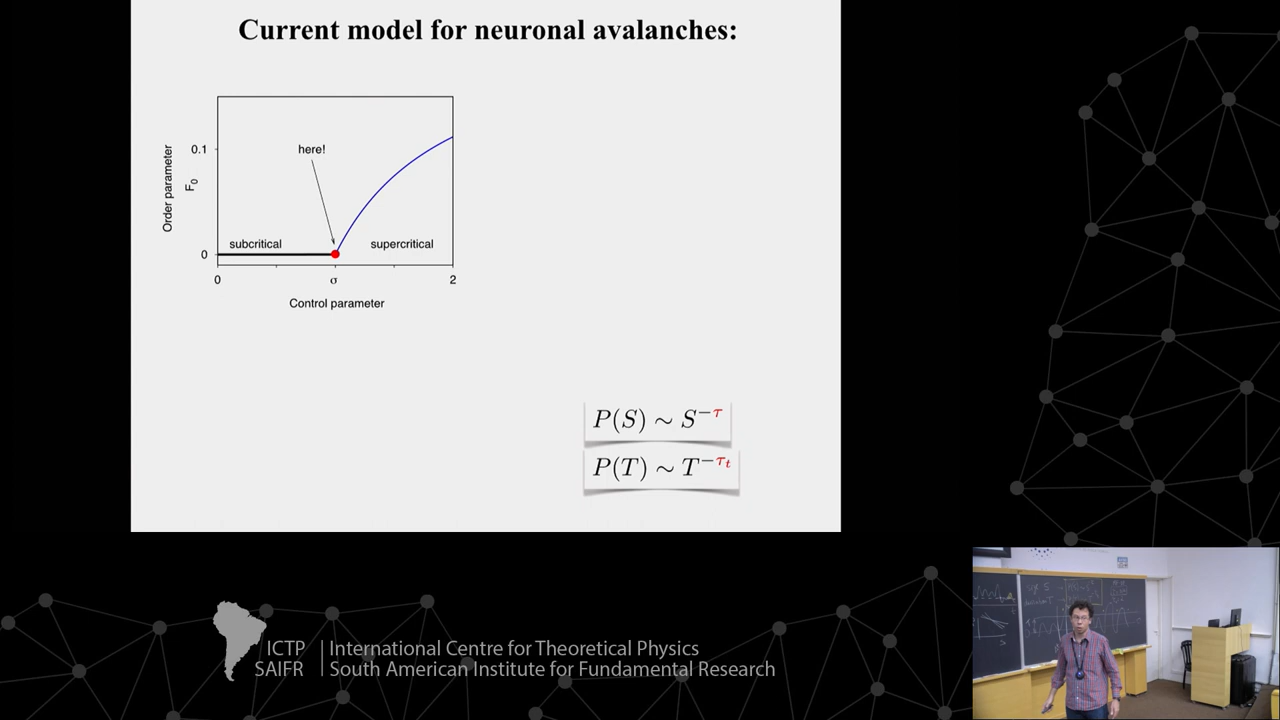 Current model for neuronal avalanches:
Order parameter
F₀
0.1
0
here!
subcritical
supercritical
0
σ
2
Control parameter
P(S) ∼ S^{−τ}
P(T) ∼ T^{−τ_t}
ICTP
SAIFR
International Centre for Theoretical Physics
South American Institute for Fundamental Research